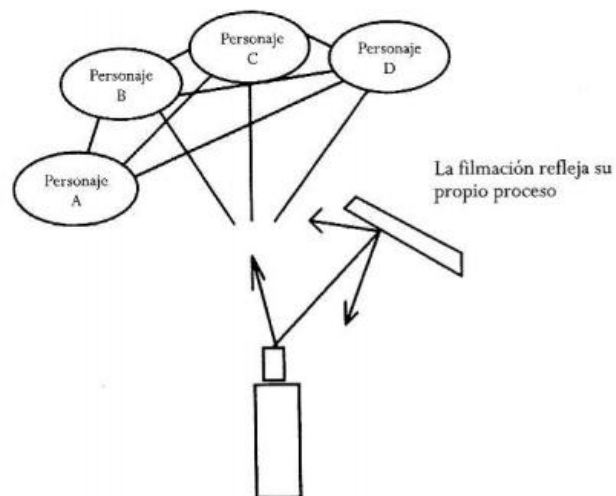 Personaje
C
Personaje
D
Personaje
B
Personaje
A
La filmación refleja su
propio proceso